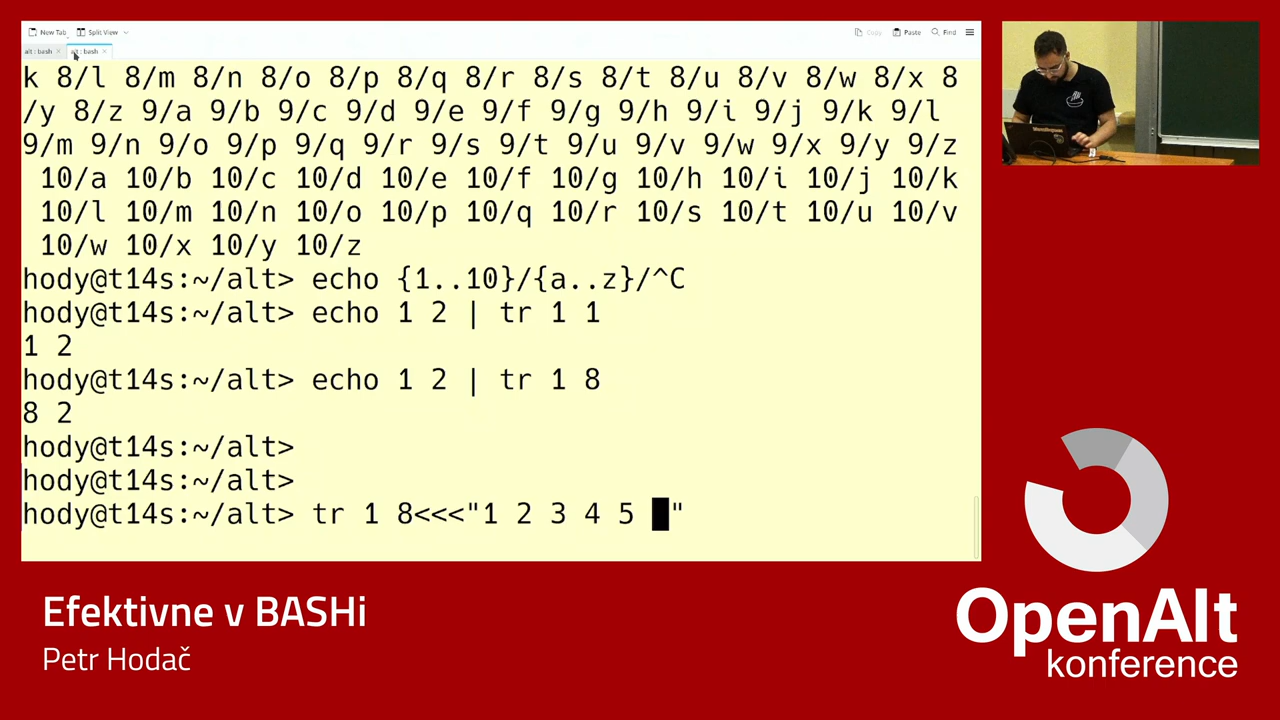 New Tab Split View Copy Paste Find
alt : bash alt : bash
k 8/l 8/m 8/n 8/o 8/p 8/q 8/r 8/s 8/t 8/u 8/v 8/w 8/x 8
/y 8/z 9/a 9/b 9/c 9/d 9/e 9/f 9/g 9/h 9/i 9/j 9/k 9/l
9/m 9/n 9/o 9/p 9/q 9/r 9/s 9/t 9/u 9/v 9/w 9/x 9/y 9/z
10/a 10/b 10/c 10/d 10/e 10/f 10/g 10/h 10/i 10/j 10/k
10/l 10/m 10/n 10/o 10/p 10/q 10/r 10/s 10/t 10/u 10/v
10/w 10/x 10/y 10/z
hody@t14s:~/alt> echo {1..10}/{a..z}/^C
hody@t14s:~/alt> echo 1 2 | tr 1 1
1 2
hody@t14s:~/alt> echo 1 2 | tr 1 8
8 2
hody@t14s:~/alt>
hody@t14s:~/alt>
hody@t14s:~/alt> tr 1 8<<<"1 2 3 4 5 "
Efektivne v BASHi
Petr Hodač
OpenAlt
konference